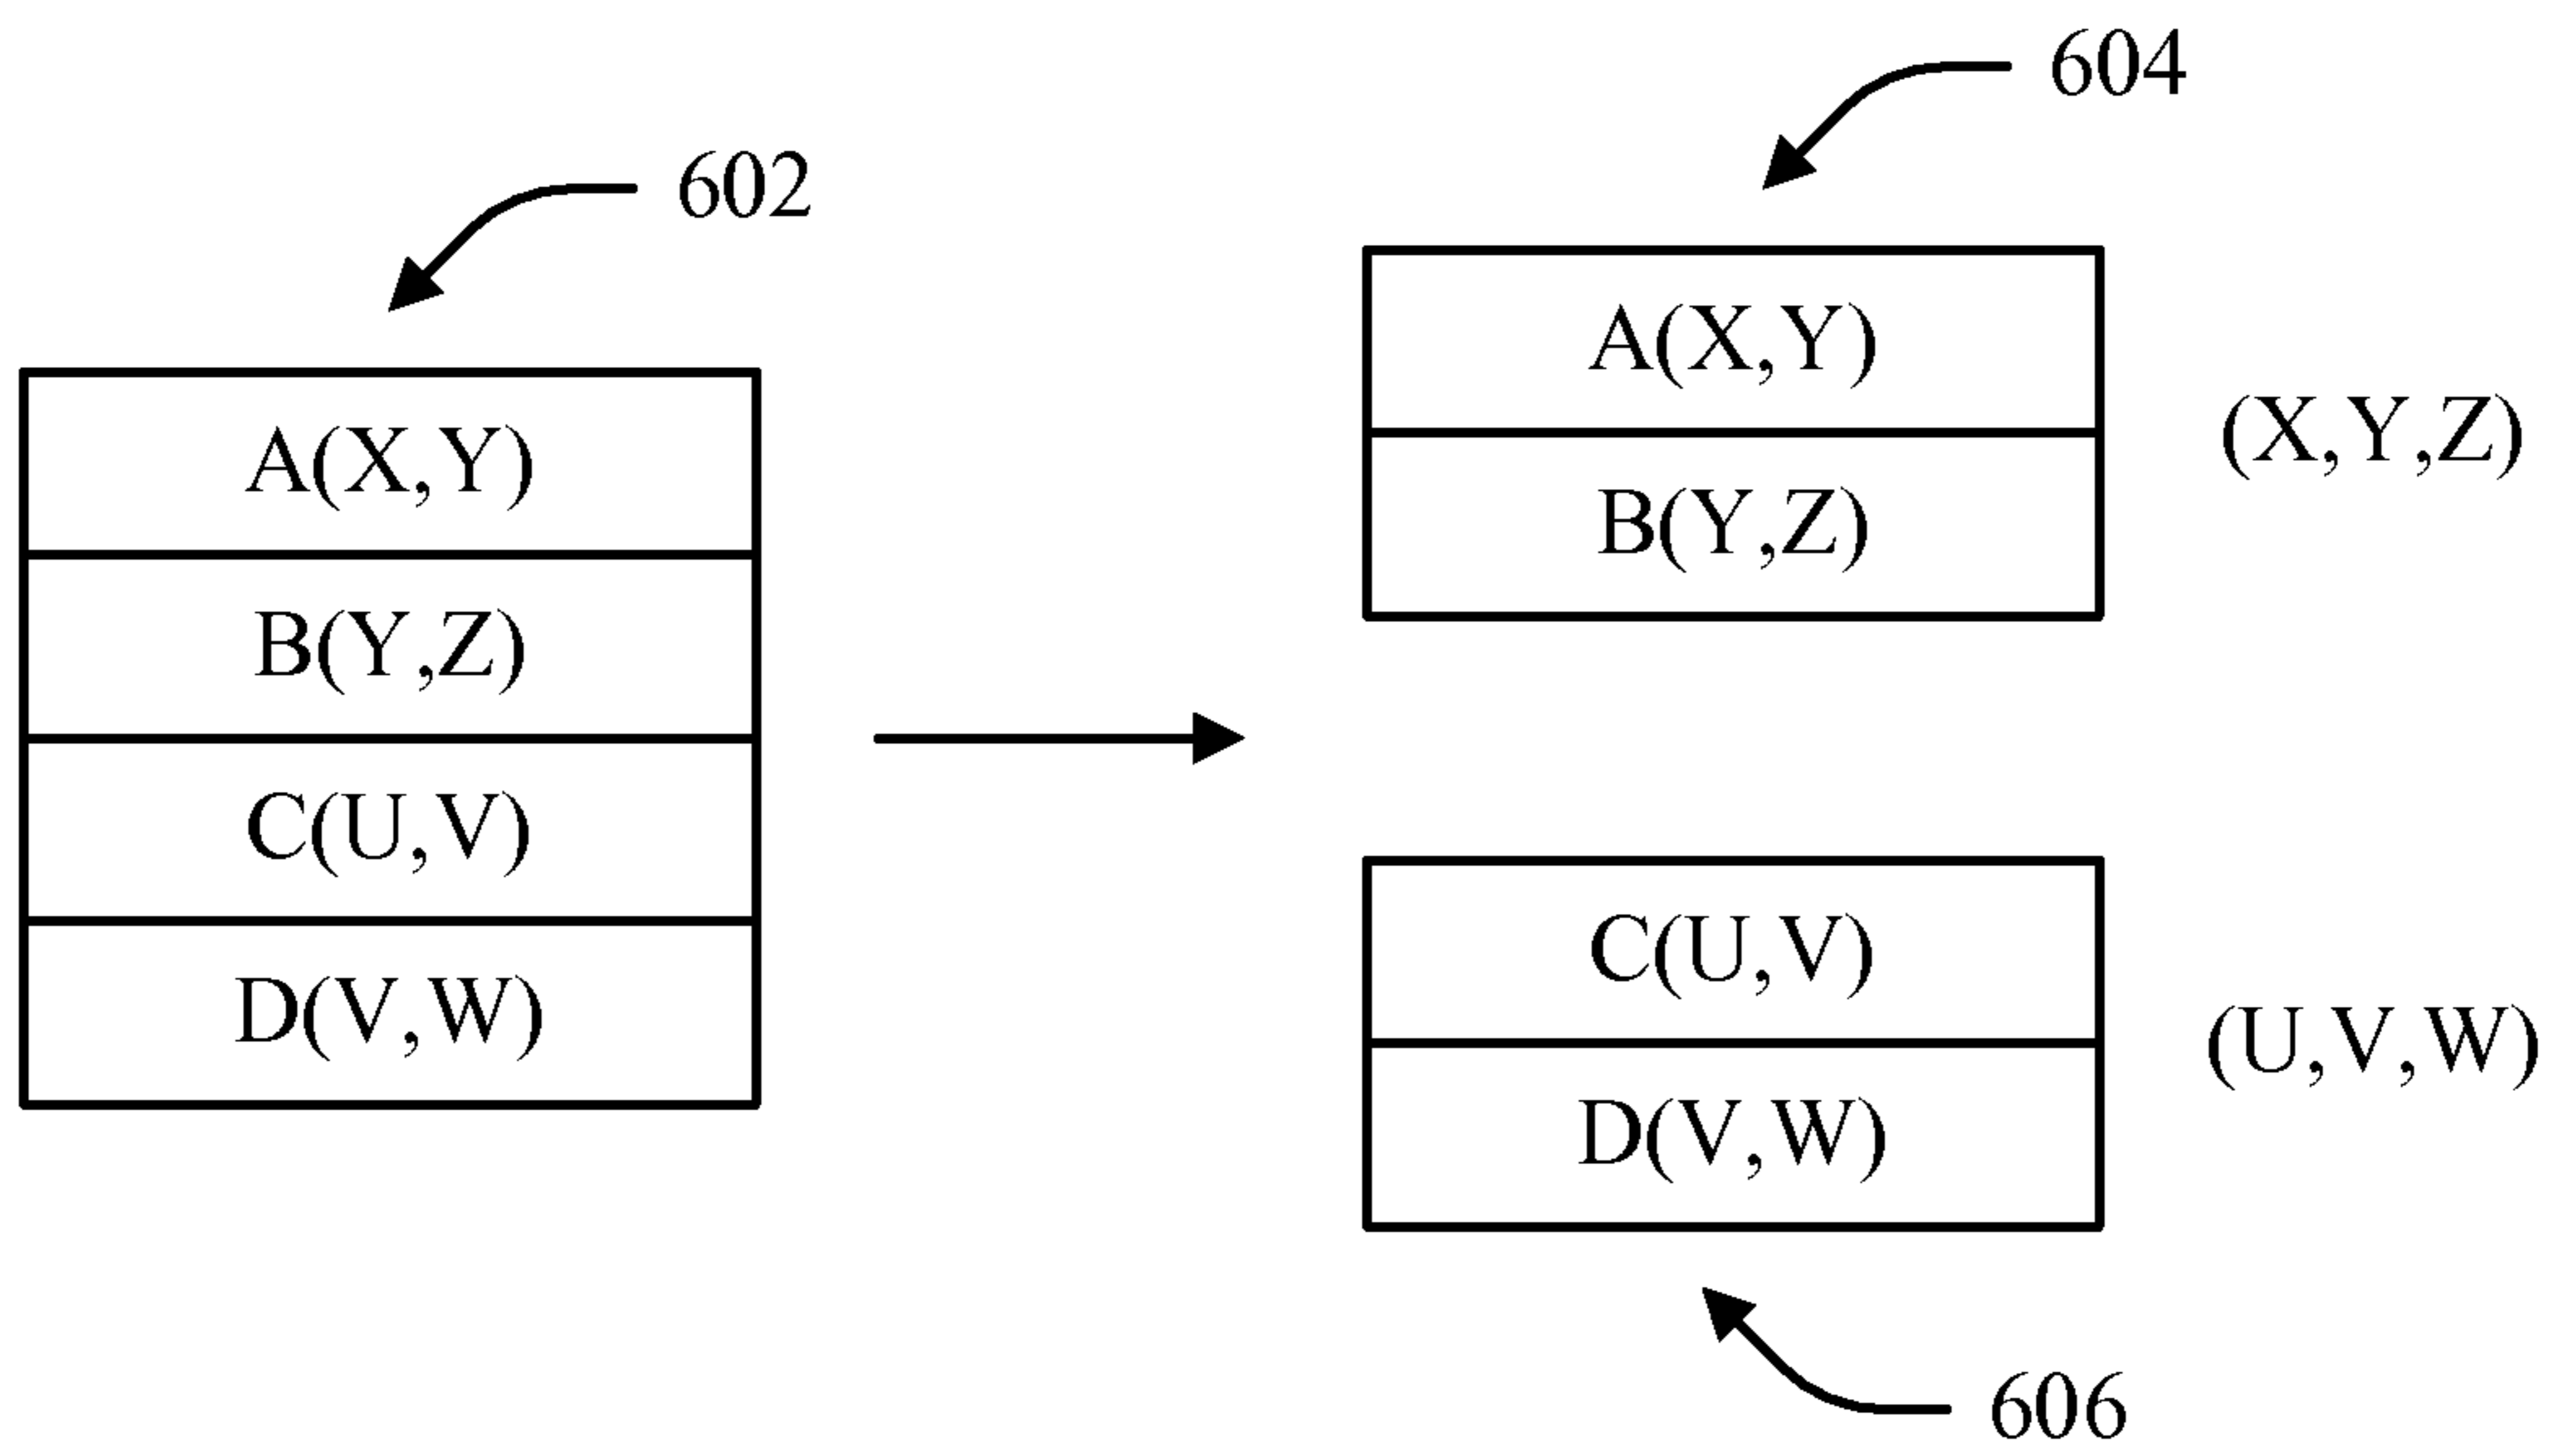 602
A(X,Y)
B(Y,Z)
C(U,V)
D(V,W)
604
A(X,Y)
B(Y,Z)
(X,Y,Z)
C(U,V)
D(V,W)
(U,V,W)
606